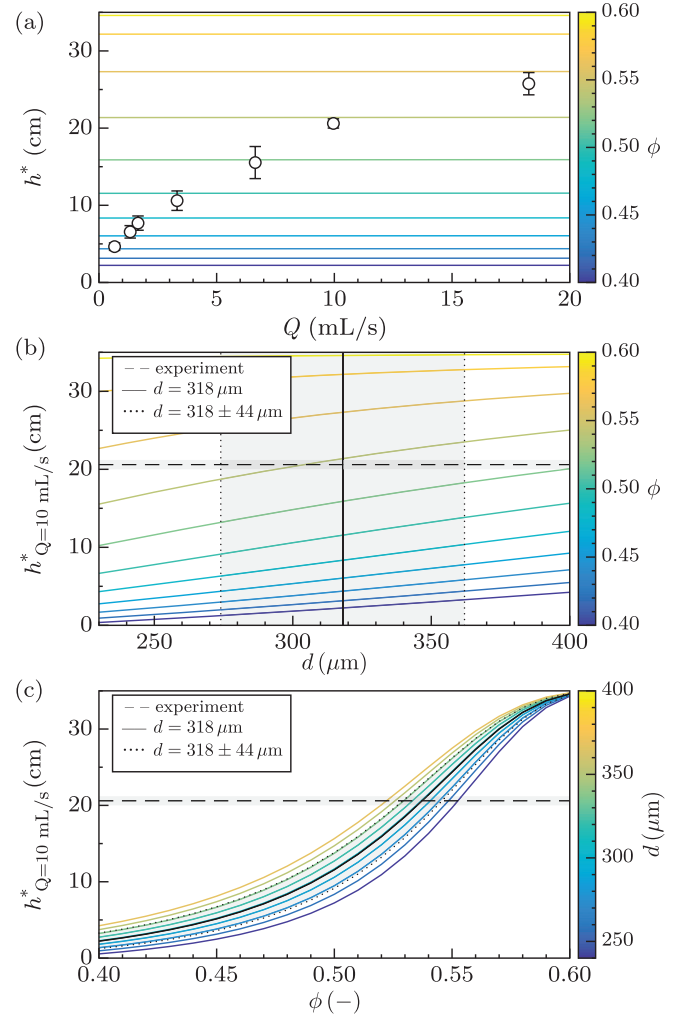 (a)
35
30
20
10
0
h* (cm)
0 5 10 15 20
Q (mL/s)
0.60
0.55
0.50
0.45
0.40
ϕ
(b)
experiment
d = 318 μm
d = 318 ± 44 μm
30
20
10
0
h*Q=10 mL/s (cm)
250 300 350 400
d (μm)
0.60
0.55
0.50
0.45
0.40
ϕ
(c)
experiment
d = 318 μm
d = 318 ± 44 μm
30
20
10
0
h*Q=10 mL/s (cm)
0.40 0.45 0.50 0.55 0.60
ϕ (−)
400
350
300
250
d (μm)